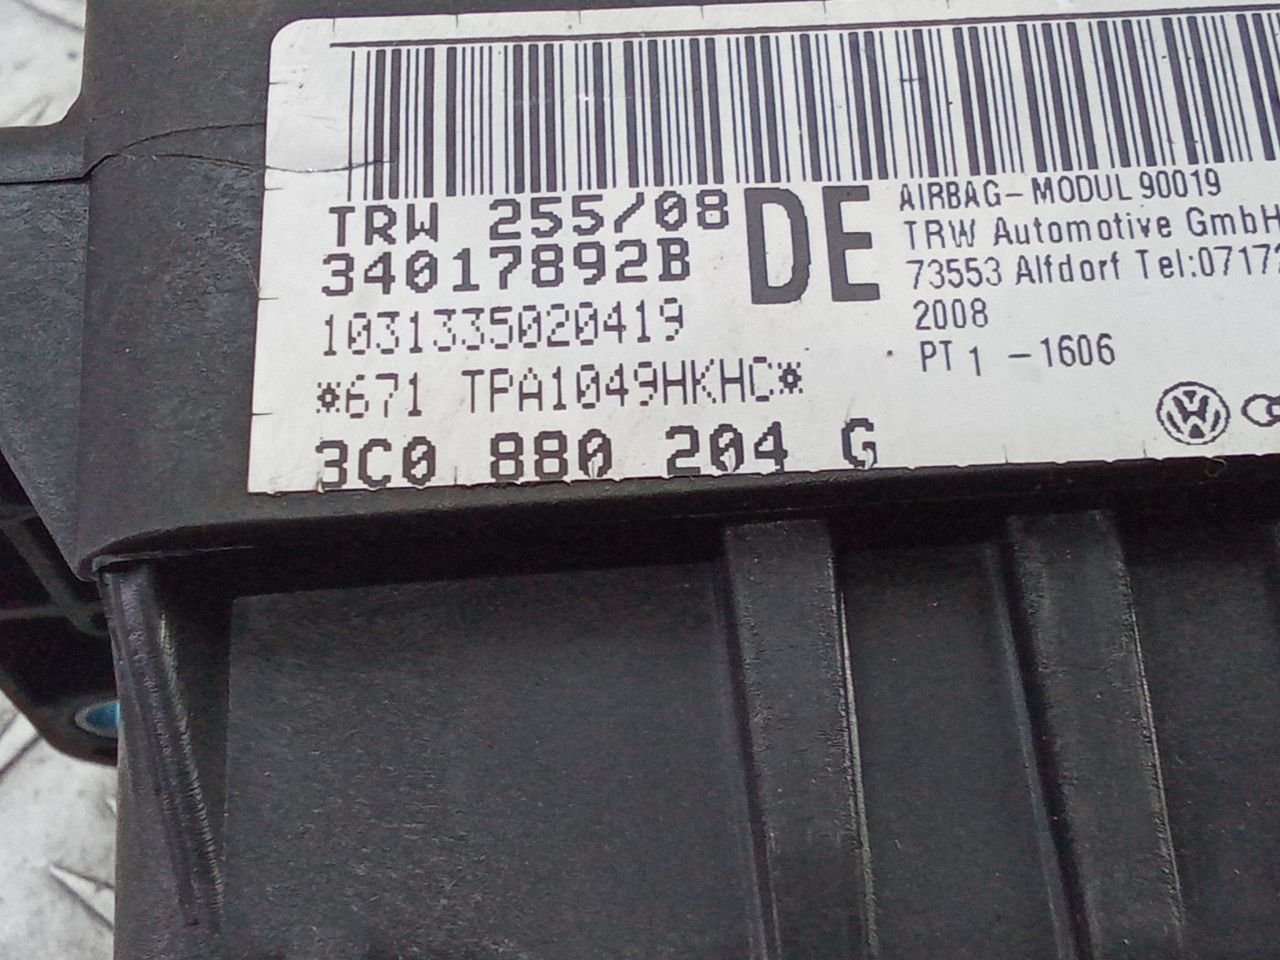 TRW 255/08
34017892B
1031335020419
*671 TPA1049HKHC*
3C0 880 204 G
DE
AIRBAG-MODUL 90019
TRW Automotive GmbH
73553 Alfdorf Tel:0717
2008
PT 1 -1606